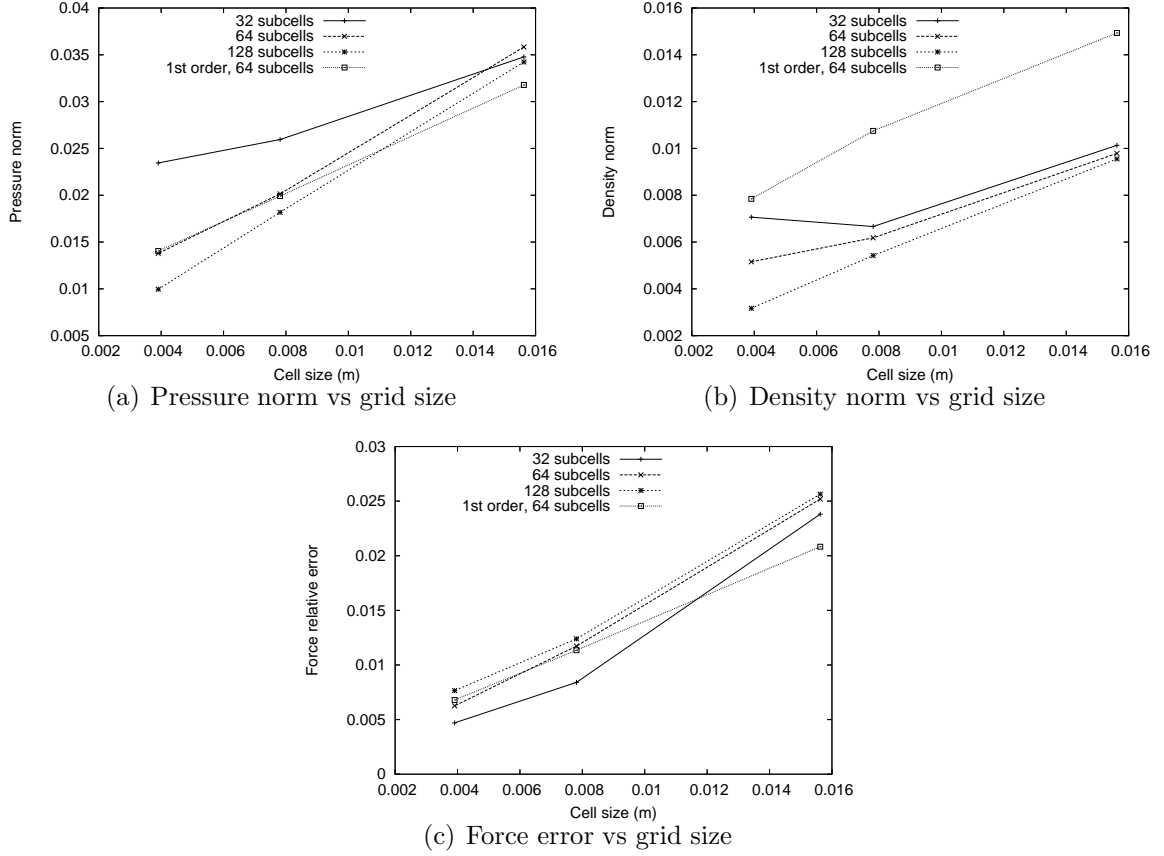 0.04
0.035
0.03
0.025
0.02
0.015
0.01
0.005
Pressure norm
32 subcells
64 subcells
128 subcells
1st order, 64 subcells
0.002 0.004 0.006 0.008 0.01 0.012 0.014 0.016
Cell size (m)
(a) Pressure norm vs grid size
0.016
0.014
0.012
0.01
0.008
0.006
0.004
0.002
Density norm
32 subcells
64 subcells
128 subcells
1st order, 64 subcells
0.002 0.004 0.006 0.008 0.01 0.012 0.014 0.016
Cell size (m)
(b) Density norm vs grid size
0.03
0.025
0.02
0.015
0.01
0.005
0
Force relative error
32 subcells
64 subcells
128 subcells
1st order, 64 subcells
0.002 0.004 0.006 0.008 0.01 0.012 0.014 0.016
Cell size (m)
(c) Force error vs grid size